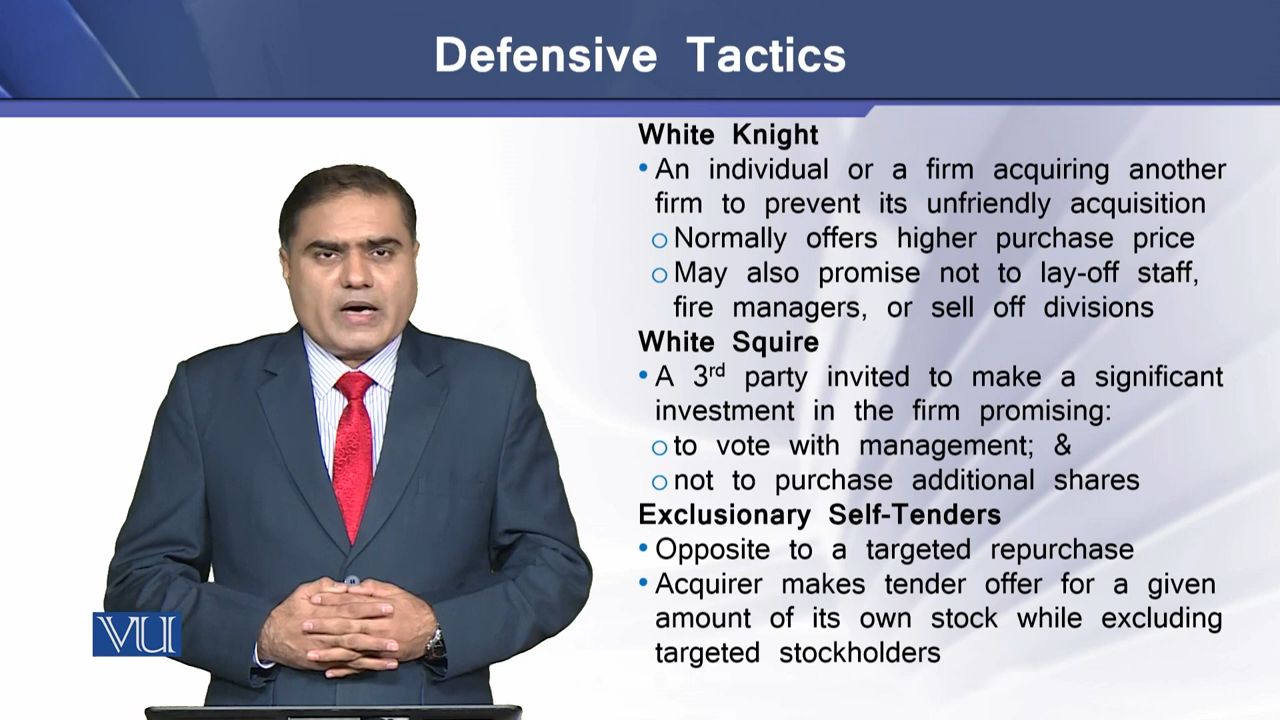 Defensive Tactics
White Knight
• An individual or a firm acquiring another
firm to prevent its unfriendly acquisition
o Normally offers higher purchase price
o May also promise not to lay-off staff,
fire managers, or sell off divisions
White Squire
• A 3rd party invited to make a significant
investment in the firm promising:
o to vote with management; &
o not to purchase additional shares
Exclusionary Self-Tenders
• Opposite to a targeted repurchase
• Acquirer makes tender offer for a given
amount of its own stock while excluding
targeted stockholders
VU